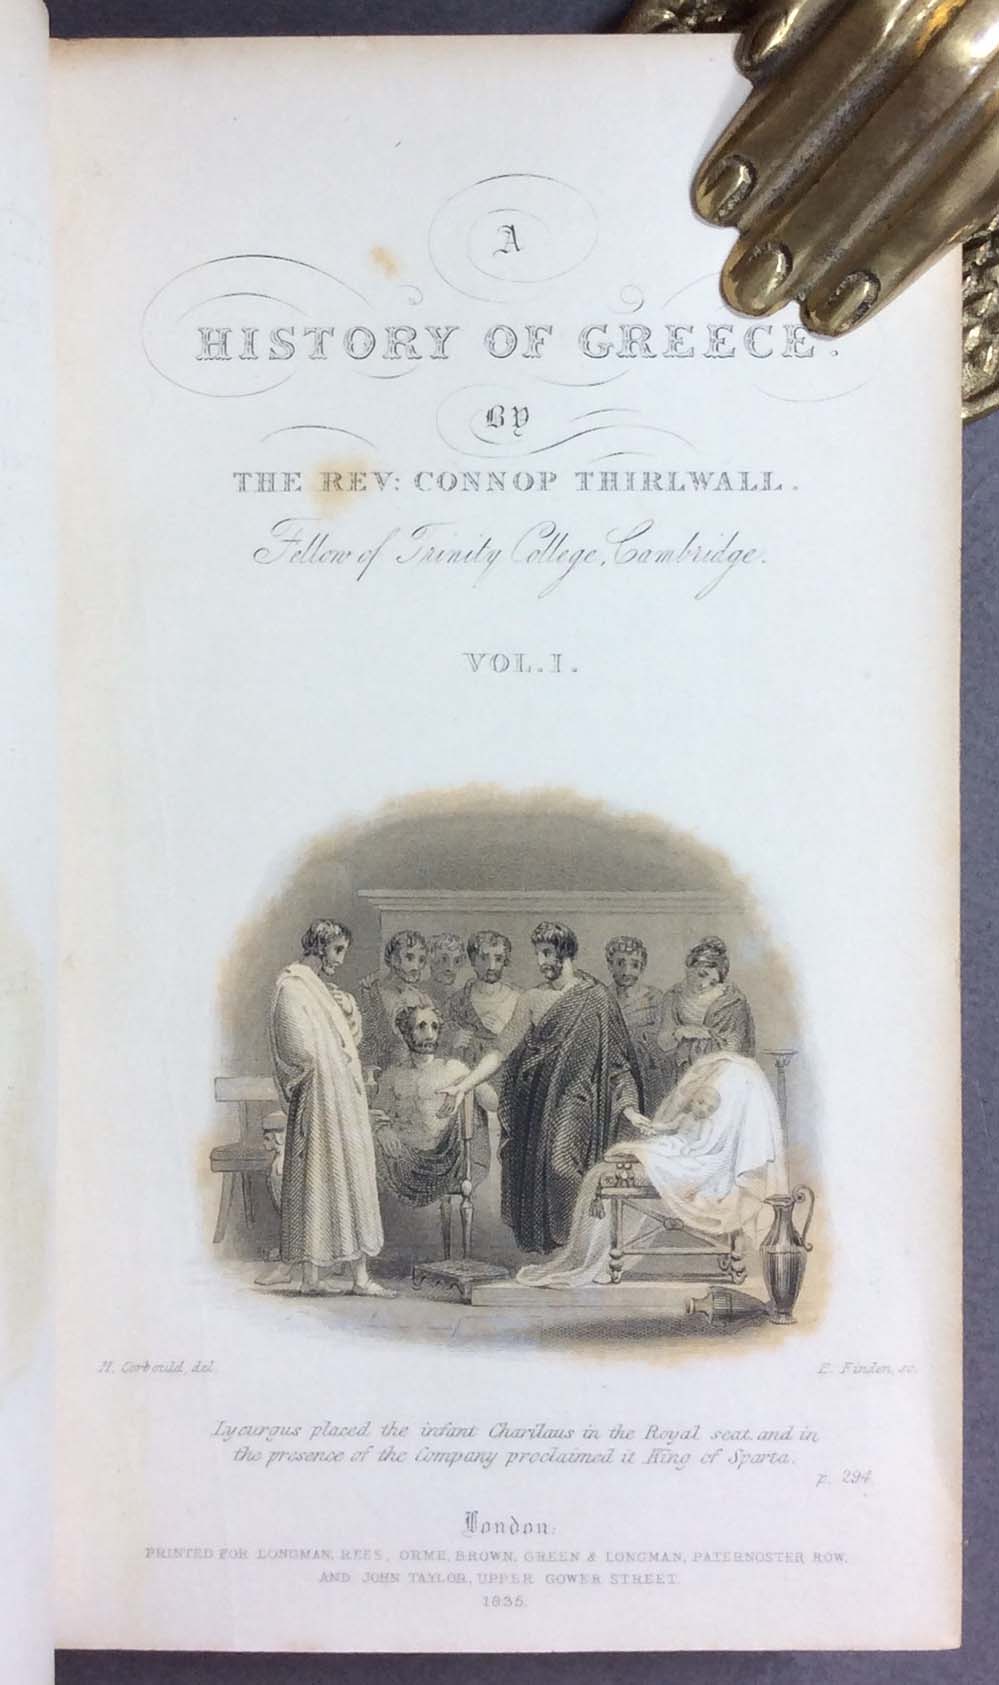 A
HISTORY OF GREECE.
BY
THE REV: CONNOP THIRLWALL.
Fellow of Trinity College, Cambridge.
VOL. I.
H. Corbould, del.
E. Finden, sc.
Lycurgus placed the infant Charilaus in the Royal seat and in
the presence of the Company proclaimed it King of Sparta.
p. 294.
London:
PRINTED FOR LONGMAN, REES, ORME, BROWN, GREEN & LONGMAN, PATERNOSTER ROW,
AND JOHN TAYLOR, UPPER GOWER STREET.
1835.